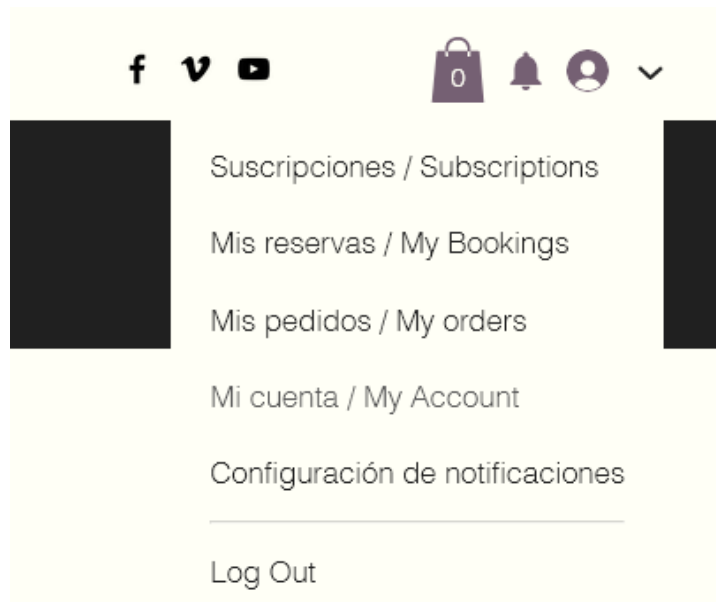 0
Suscripciones / Subscriptions
Mis reservas / My Bookings
Mis pedidos / My orders
Mi cuenta / My Account
Configuración de notificaciones
Log Out